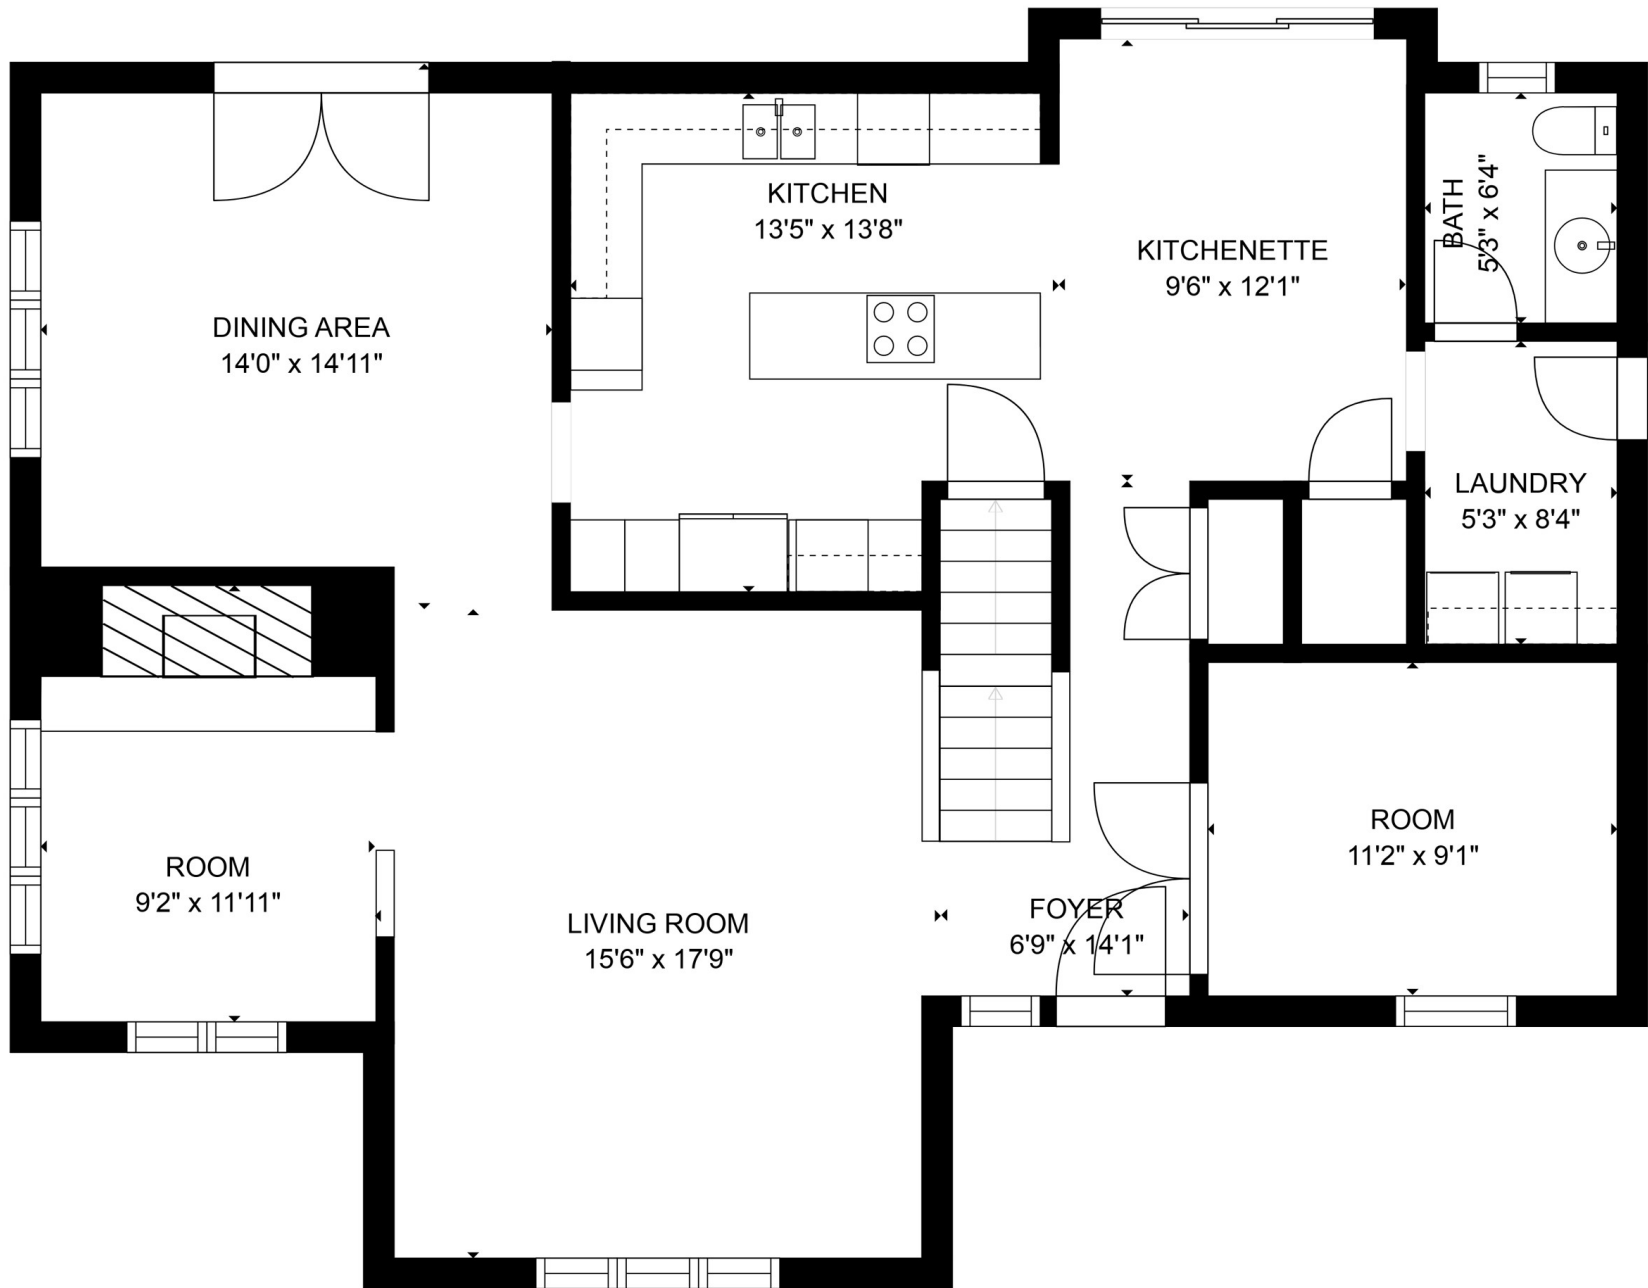 KITCHEN
13'5" x 13'8"
KITCHENETTE
9'6" x 12'1"
BATH
5'3" x 6'4"
DINING AREA
14'0" x 14'11"
LAUNDRY
5'3" x 8'4"
ROOM
11'2" x 9'1"
ROOM
9'2" x 11'11"
LIVING ROOM
15'6" x 17'9"
FOYER
6'9" x 14'1"